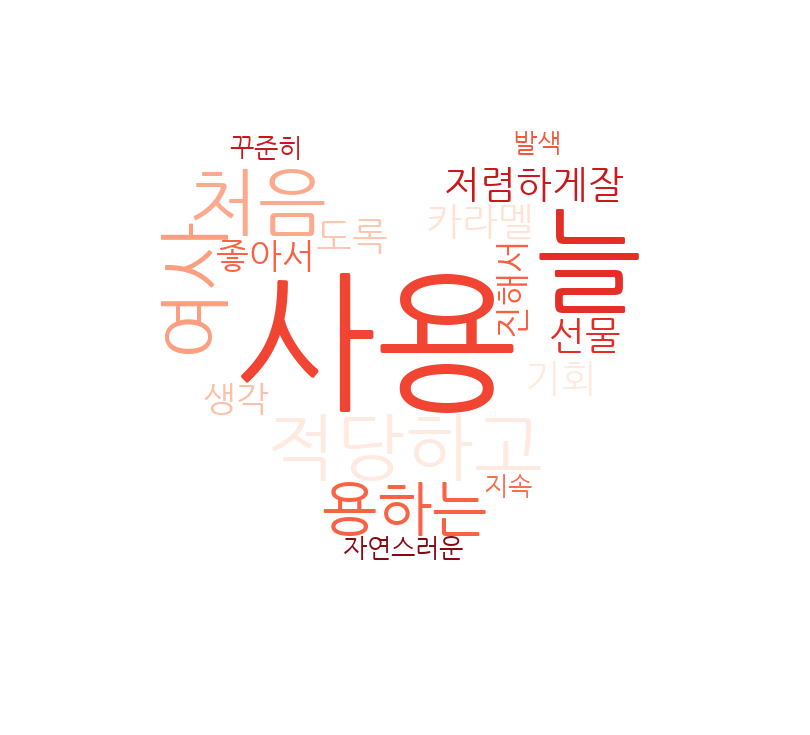 꾸준히
발색
처음
저렴하게잘
카라멜
도록
늘
여사
좋아서
진해서
사용
선물
기회
생각
적당하고
지속
용하는
자연스러운